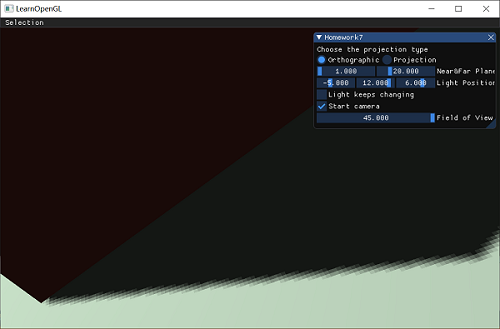 LearnOpenGL
Selection
Homework7
Choose the projection type
Orthographic Projection
1.000 20.000 Near&Far Plane
-5.000 12.000 6.000 Light Position
Light keeps changing
Start camera
45.000 Field of View